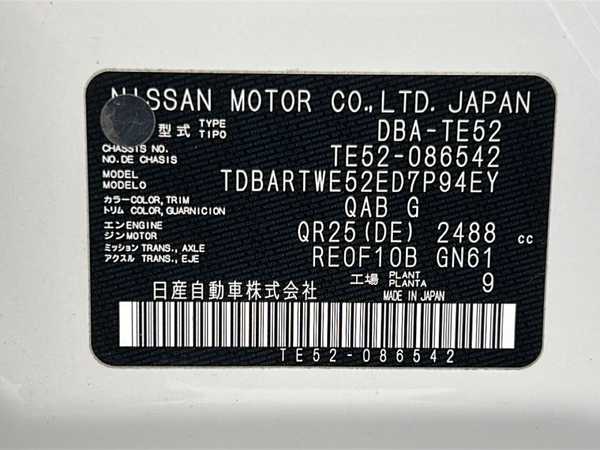 NISSAN MOTOR CO.,LTD. JAPAN
型式 TYPE TIPO DBA-TE52
CHASSIS NO. NO.DE CHASIS TE52-086542
MODEL MODELO TDBARTWE52ED7P94EY
カラー COLOR, TRIM トリム COLOR, GUARNICION QAB G
エンジン ENGINE MOTOR QR25(DE) 2488 cc
ミッション TRANS., AXLE アクスル TRANS., EJE RE0F10B GN61
工場 PLANT PLANTA 9
日産自動車株式会社 MADE IN JAPAN
TE52-086542